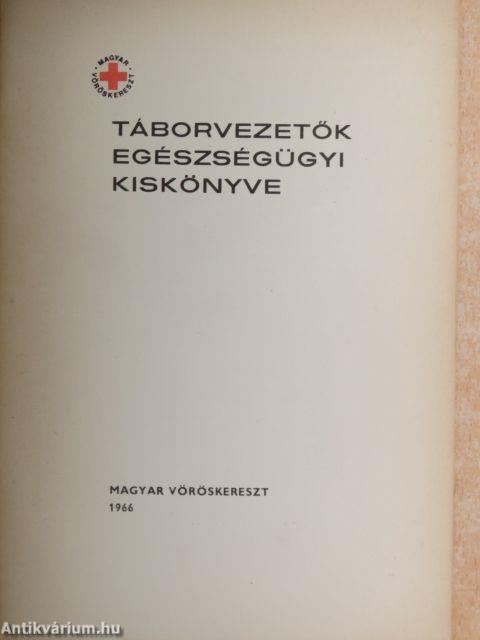 MAGYAR
VÖRÖSKERESZT
TÁBORVEZETŐK
EGÉSZSÉGÜGYI
KISKÖNYVE
MAGYAR VÖRÖSKERESZT
1966
Antikvárium.hu